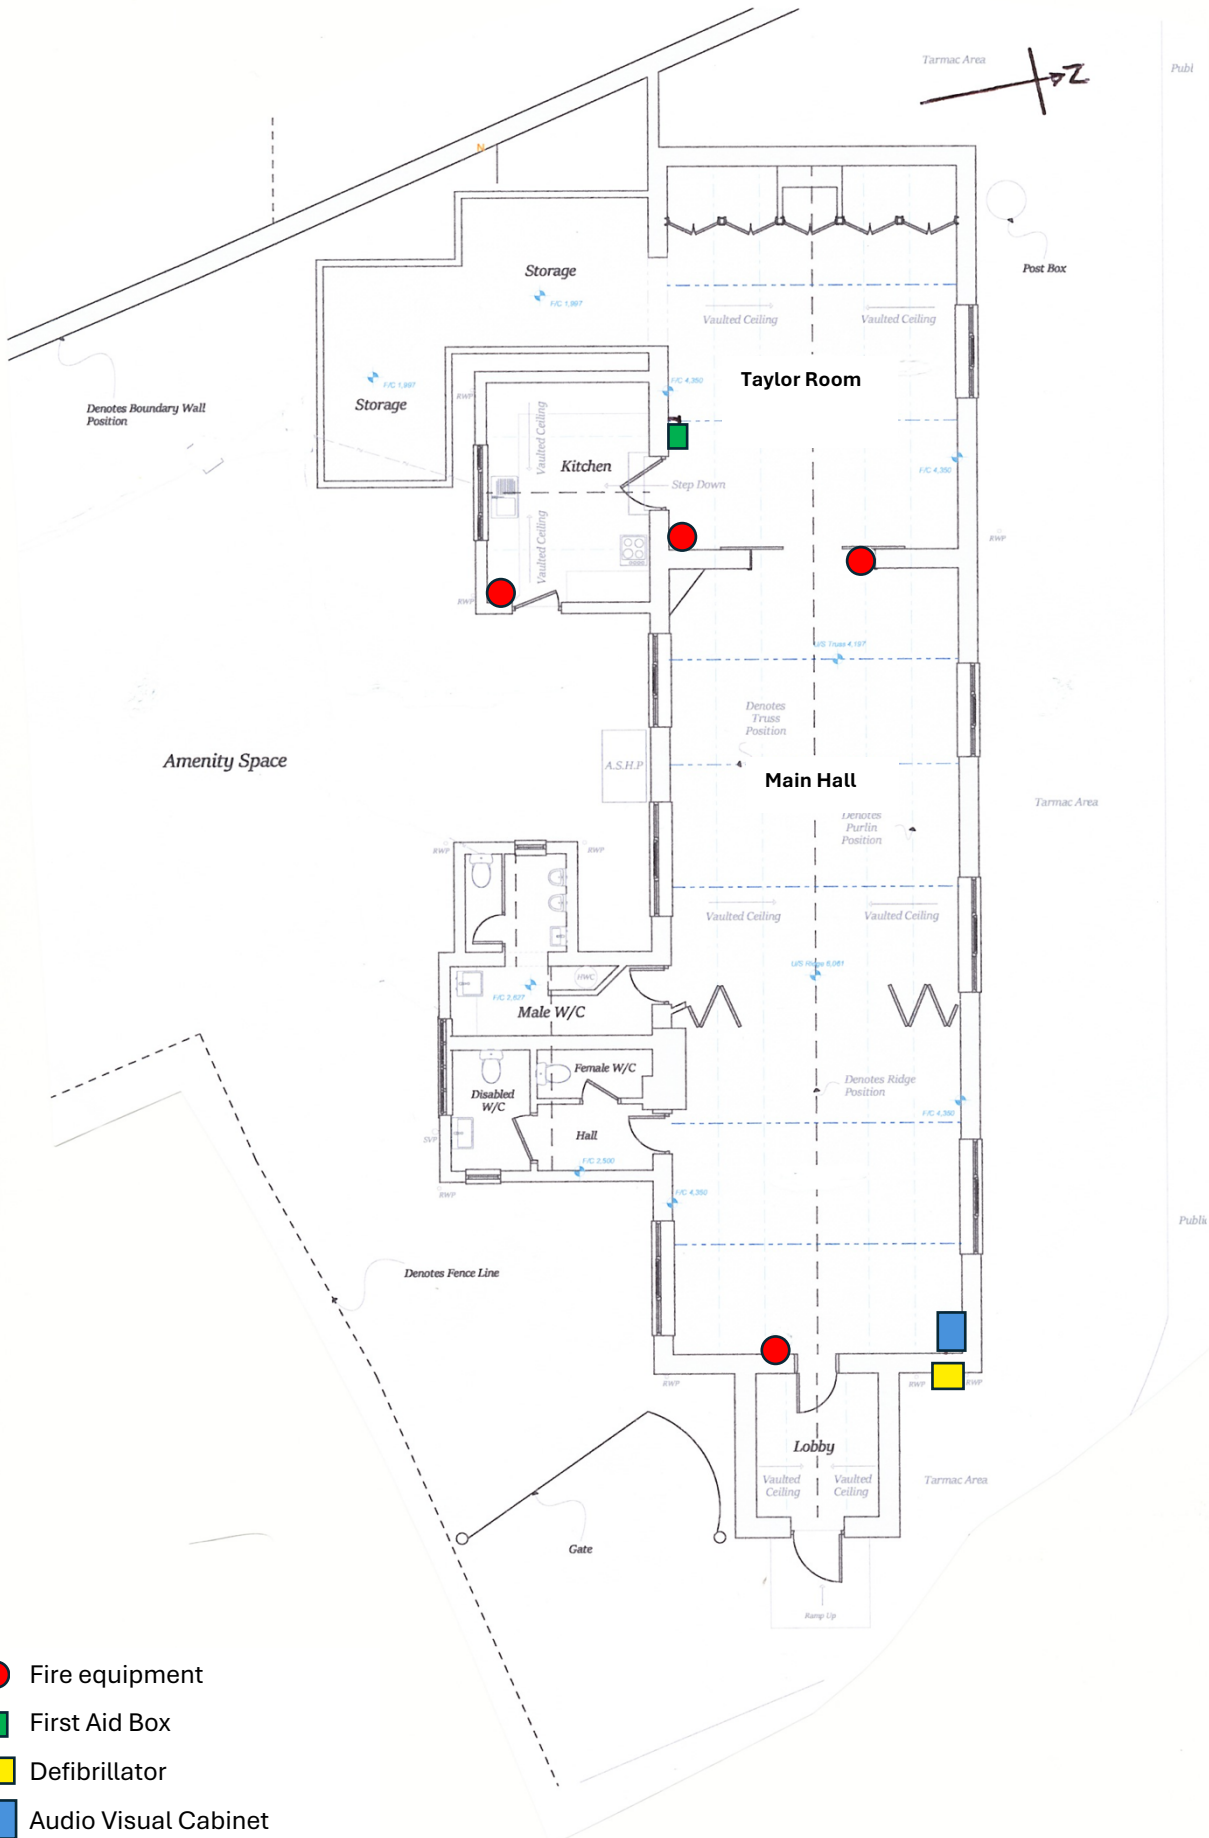 Tarmac Area
Publ
Z
N
Post Box
Storage
F/C 1,997
Vaulted Ceiling
Vaulted Ceiling
Taylor Room
F/C 4,350
F/C 1,997
Storage
Denotes Boundary Wall
Position
RWP
Vaulted Ceiling
Kitchen
Step Down
F/C 4,350
Vaulted Ceiling
RWP
RWP
U/S Truss 4,197
Denotes
Truss
Position
Amenity Space
A.S.H.P
Main Hall
Tarmac Area
Denotes
Purlin
Position
RWP
RWP
Vaulted Ceiling
Vaulted Ceiling
U/S Ridge 6,061
HWC
F/C 2,627
Male W/C
Female W/C
Disabled
W/C
Denotes Ridge
Position
F/C 4,350
Hall
SVP
F/C 2,500
RWP
F/C 4,350
Public
Denotes Fence Line
RWP
RWP
RWP
Lobby
Vaulted
Ceiling
Vaulted
Ceiling
Tarmac Area
Gate
Ramp Up
Fire equipment
First Aid Box
Defibrillator
Audio Visual Cabinet